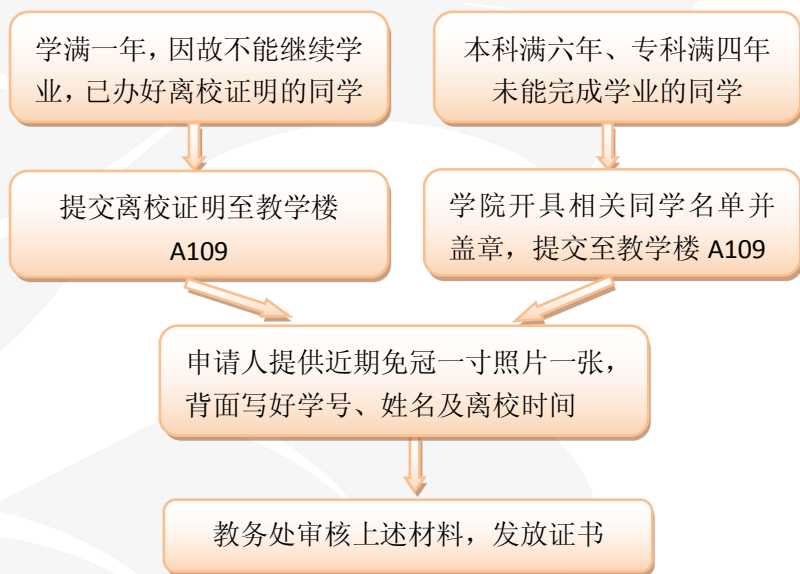 学满一年，因故不能继续学
业，已办好离校证明的同学
本科满六年、专科满四年
未能完成学业的同学
提交离校证明至教学楼
A109
学院开具相关同学名单并
盖章，提交至教学楼 A109
申请人提供近期免冠一寸照片一张，
背面写好学号、姓名及离校时间
教务处审核上述材料，发放证书